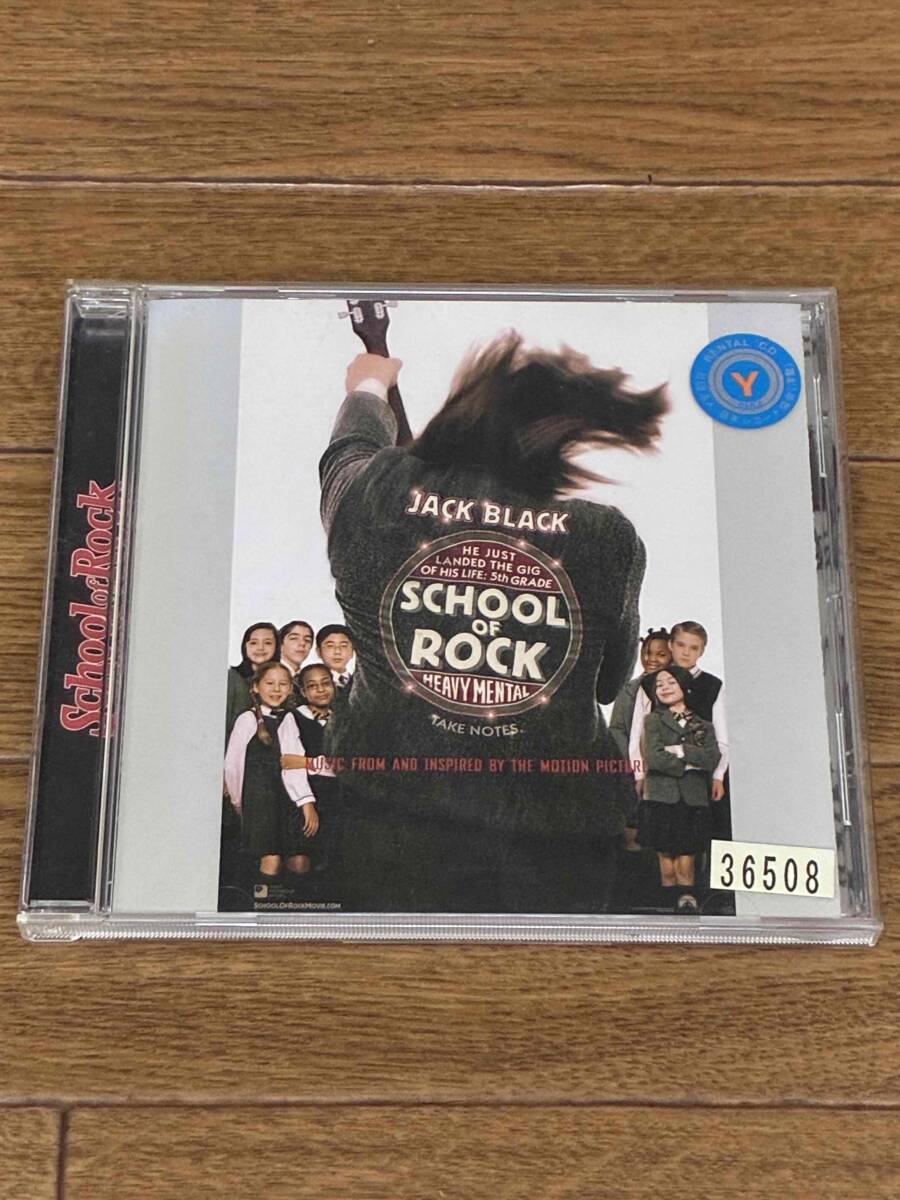 School of Rock
RENTAL CD
Y
JACK BLACK
HE JUST
LANDED THE GIG
OF HIS LIFE: 5th GRADE
SCHOOL
OF
ROCK
HEAVY MENTAL
TAKE NOTES.
MUSIC FROM AND INSPIRED BY THE MOTION PICTURE
36508
SCHOOLOFROCKMOVIE.COM